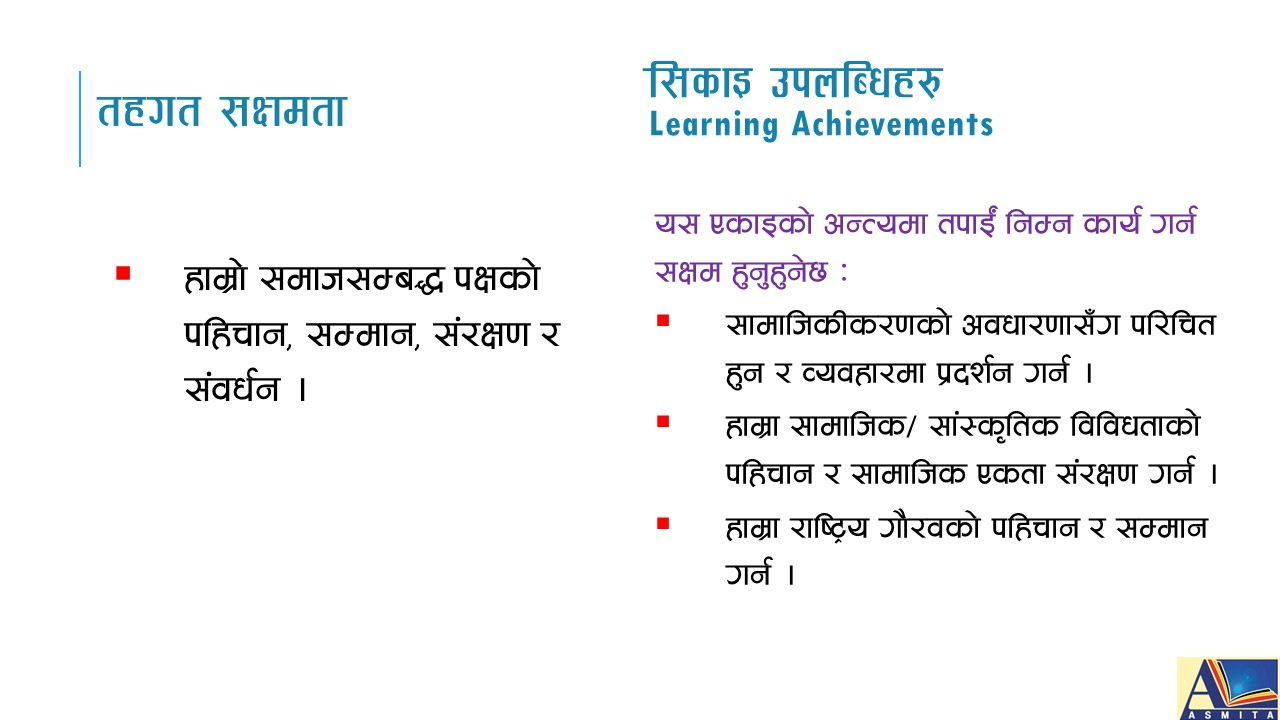 तहगत सक्षमता
हाम्रो समाजसम्बद्ध पक्षको
पहिचान, सम्मान, संरक्षण र
संवर्धन ।
सिकाइ उपलब्धिहरु
Learning Achievements
यस एकाइको अन्त्यमा तपाईं निम्न कार्य गर्न
सक्षम हुनुहुनेछ :
सामाजिकीकरणको अवधारणासँग परिचित
हुन र व्यवहारमा प्रदर्शन गर्न ।
हाम्रा सामाजिक/ सांस्कृतिक विविधताको
पहिचान र सामाजिक एकता संरक्षण गर्न ।
हाम्रा राष्ट्रिय गौरवको पहिचान र सम्मान
गर्न ।
ASMITA